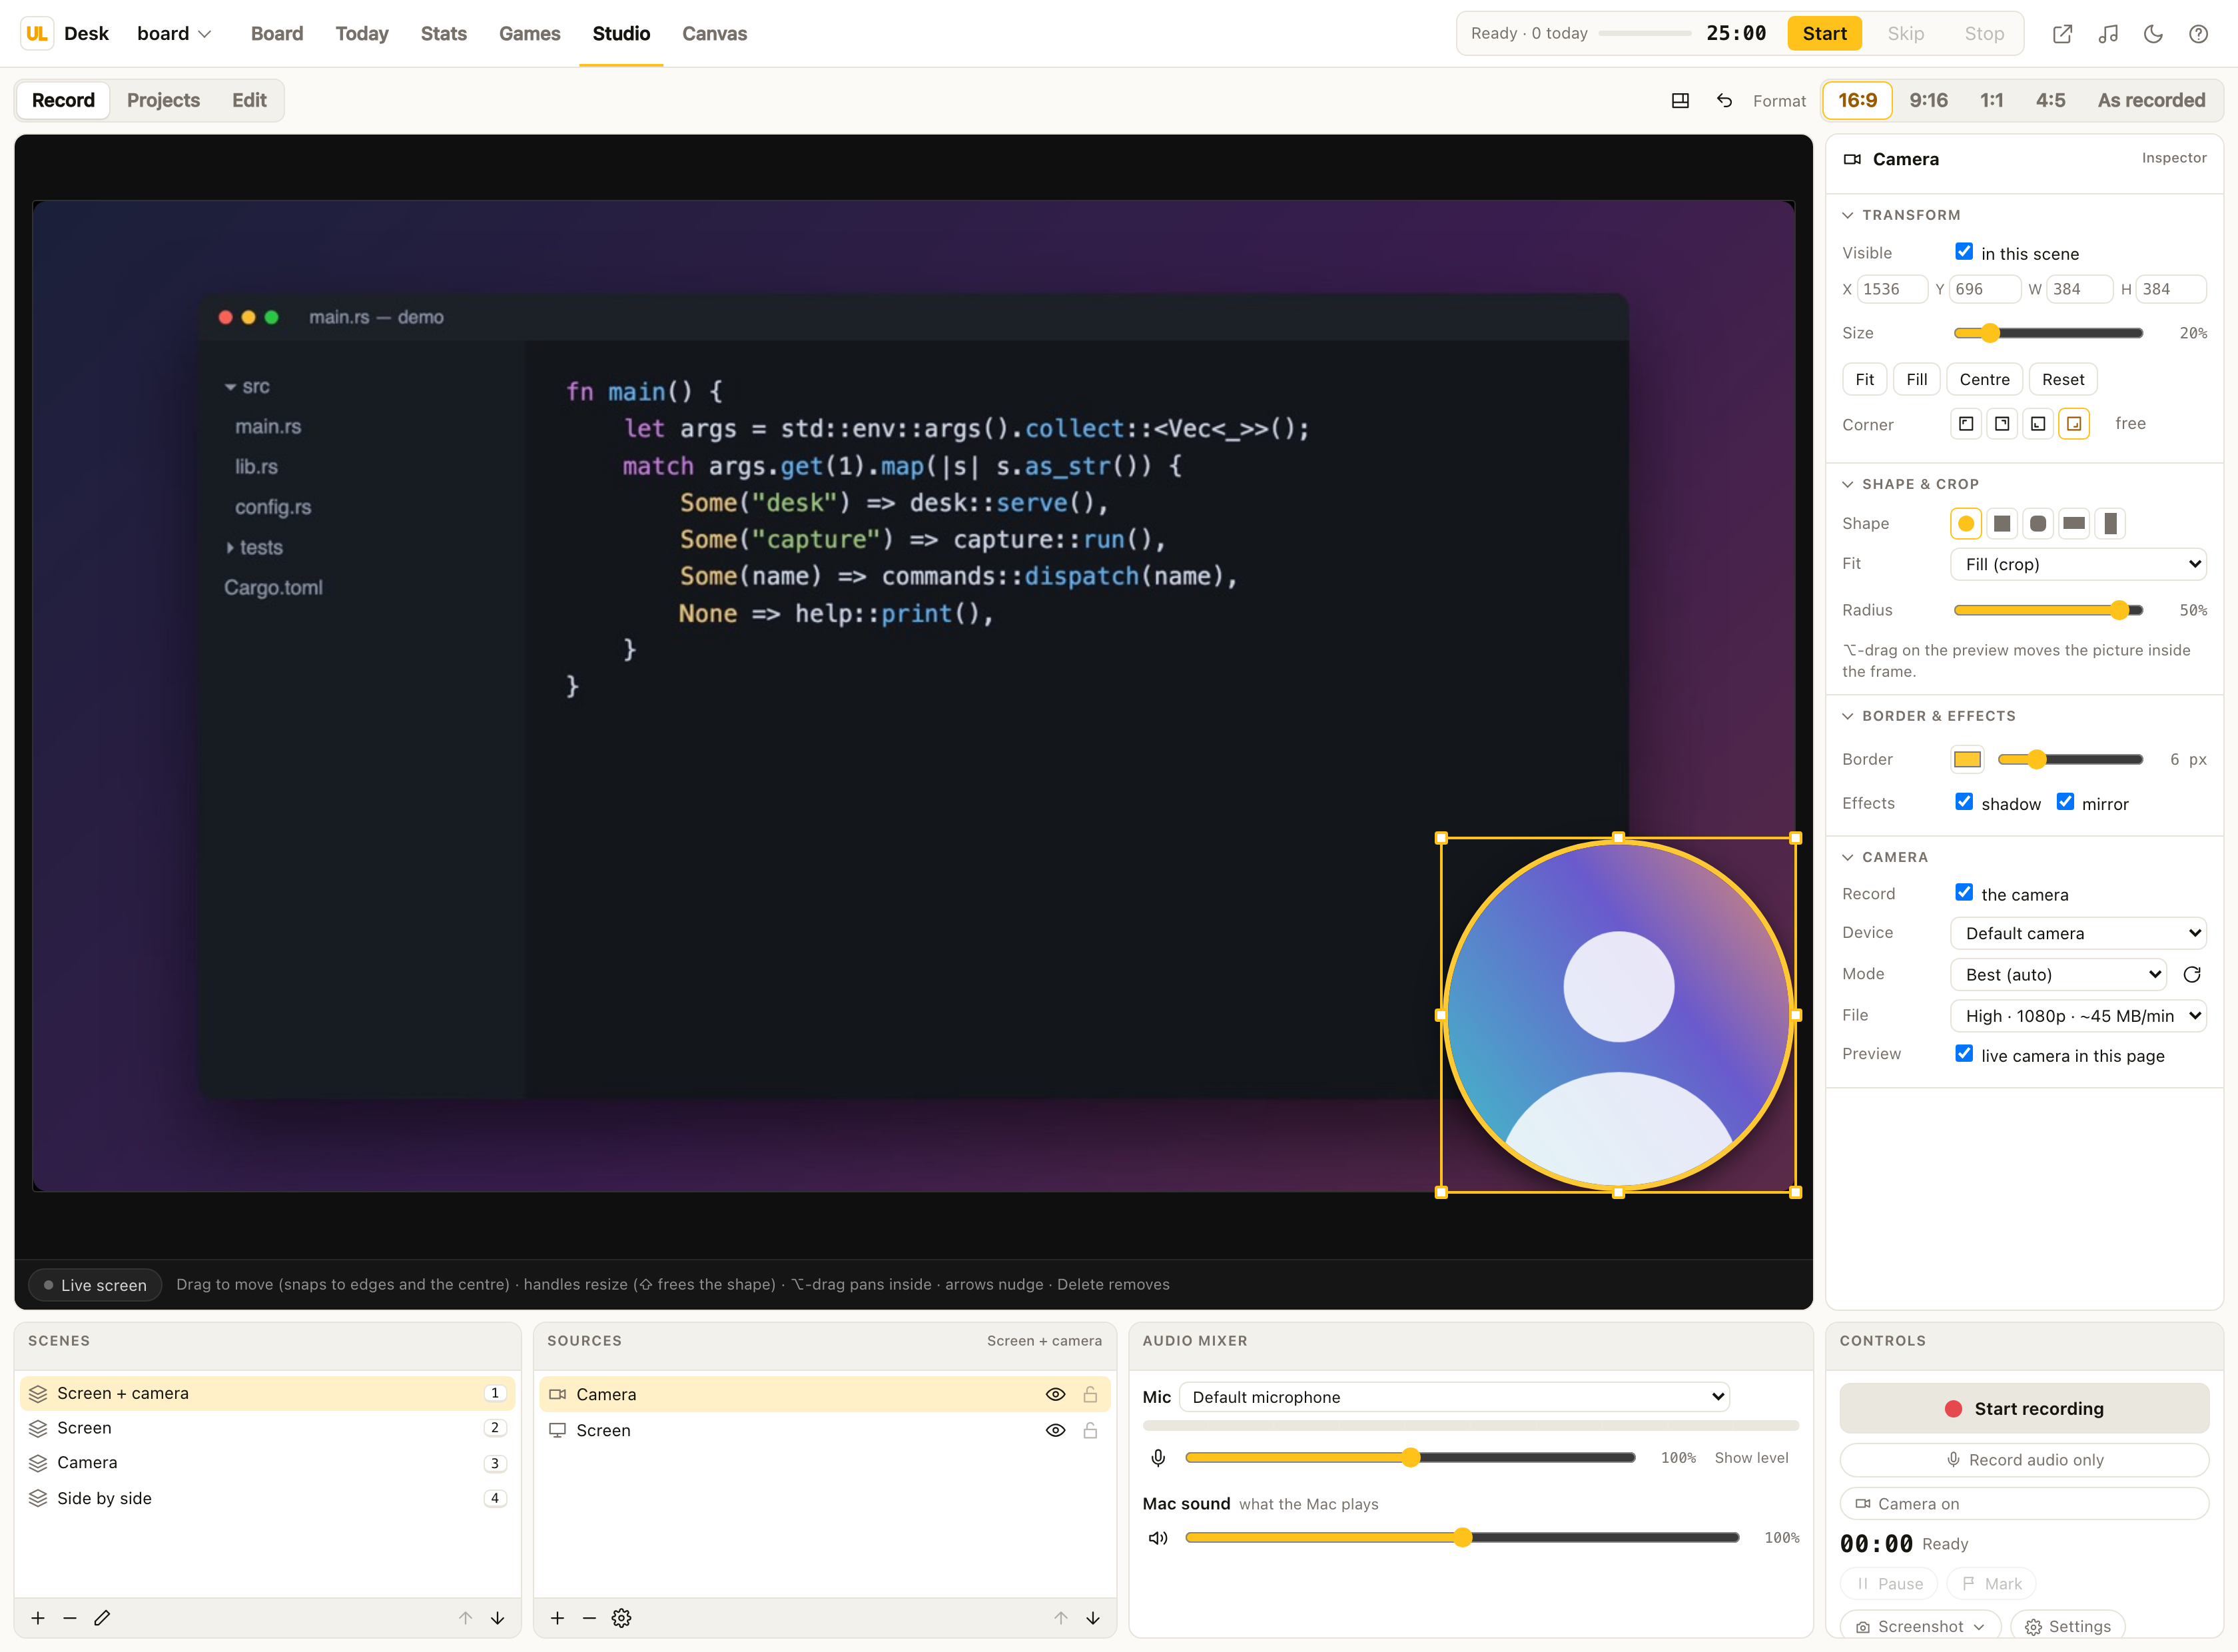 UL Desk board Board Today Stats Games Studio Canvas Ready · 0 today 25:00 Start Skip Stop
Record Projects Edit Format 16:9 9:16 1:1 4:5 As recorded
main.rs — demo
src
main.rs
lib.rs
config.rs
tests
Cargo.toml
fn main() {
let args = std::env::args().collect::<Vec<_>>();
match args.get(1).map(|s| s.as_str()) {
Some("desk") => desk::serve(),
Some("capture") => capture::run(),
Some(name) => commands::dispatch(name),
None => help::print(),
}
}
Live screen Drag to move (snaps to edges and the centre) · handles resize (⇧ frees the shape) · ⌥-drag pans inside · arrows nudge · Delete removes
Camera Inspector
TRANSFORM
Visible in this scene
X 1536 Y 696 W 384 H 384
Size 20%
Fit Fill Centre Reset
Corner free
SHAPE & CROP
Shape
Fit Fill (crop)
Radius 50%
⌥-drag on the preview moves the picture inside
the frame.
BORDER & EFFECTS
Border 6 px
Effects shadow mirror
CAMERA
Record the camera
Device Default camera
Mode Best (auto)
File High · 1080p · ~45 MB/min
Preview live camera in this page
SCENES
Screen + camera 1
Screen 2
Camera 3
Side by side 4
SOURCES Screen + camera
Camera
Screen
AUDIO MIXER
Mic Default microphone
100% Show level
Mac sound what the Mac plays
100%
CONTROLS
Start recording
Record audio only
Camera on
00:00 Ready
Pause Mark
Screenshot Settings